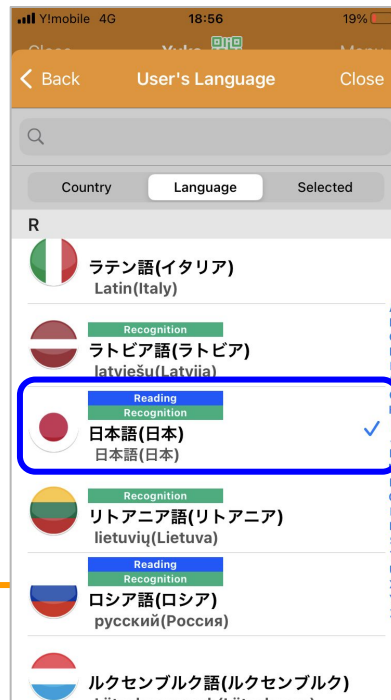 Y!mobile 4G 18:56 19%
Back User's Language Close
Country Language Selected
R
ラテン語(イタリア)
Latin(Italy)
Recognition
ラトビア語(ラトビア)
latviešu(Latvija)
Reading
Recognition
日本語(日本)
日本語(日本)
Recognition
リトアニア語(リトアニア)
lietuvių(Lietuva)
Reading
Recognition
ロシア語(ロシア)
русский(Россия)
ルクセンブルク語(ルクセンブルク)